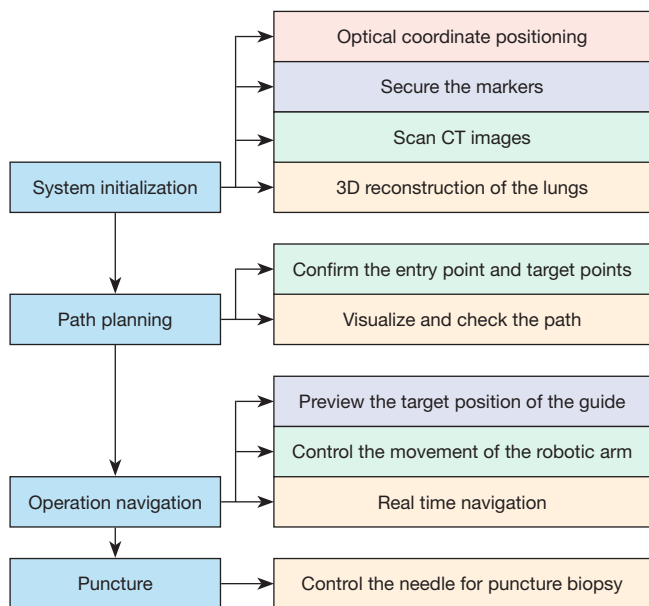 Optical coordinate positioning
Secure the markers
Scan CT images
System initialization
3D reconstruction of the lungs
Confirm the entry point and target points
Path planning
Visualize and check the path
Preview the target position of the guide
Control the movement of the robotic arm
Operation navigation
Real time navigation
Puncture
Control the needle for puncture biopsy